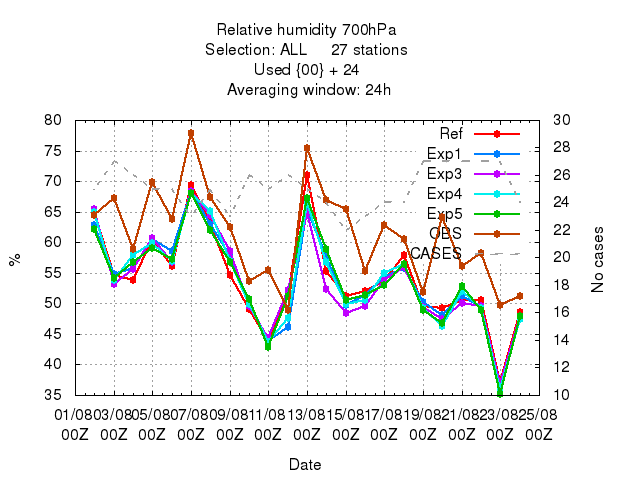 Relative humidity 700hPa
Selection: ALL 27 stations
Used {00} + 24
Averaging window: 24h
80 30
75 28
70 26
65 24
60 22
55 20
50 18
45 16
40 14
35 12
10
%
No cases
Ref
Exp1
Exp3
Exp4
Exp5
OBS
CASES
01/08 03/08 05/08 07/08 09/08 11/08 13/08 15/08 17/08 19/08 21/08 23/08 25/08
00Z 00Z 00Z 00Z 00Z 00Z 00Z 00Z 00Z 00Z 00Z 00Z 00Z
Date